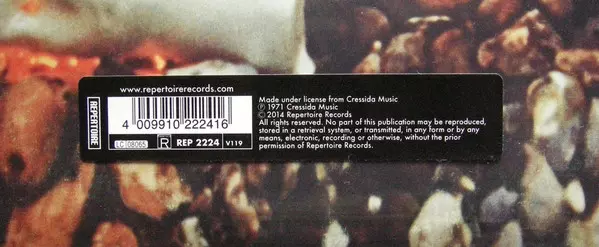 www.repertoirerecords.com
4 009910 222416
REPERTOIRE
LC 08065
R REP 2224 V119
Made under license from Cressida Music
℗ 1971 Cressida Music
© 2014 Repertoire Records
All rights reserved. No part of this publication may be reproduced,
stored in a retrieval system, or transmitted, in any form or by any
means, electronic, recording or otherwise, without the prior
permission of Repertoire Records.